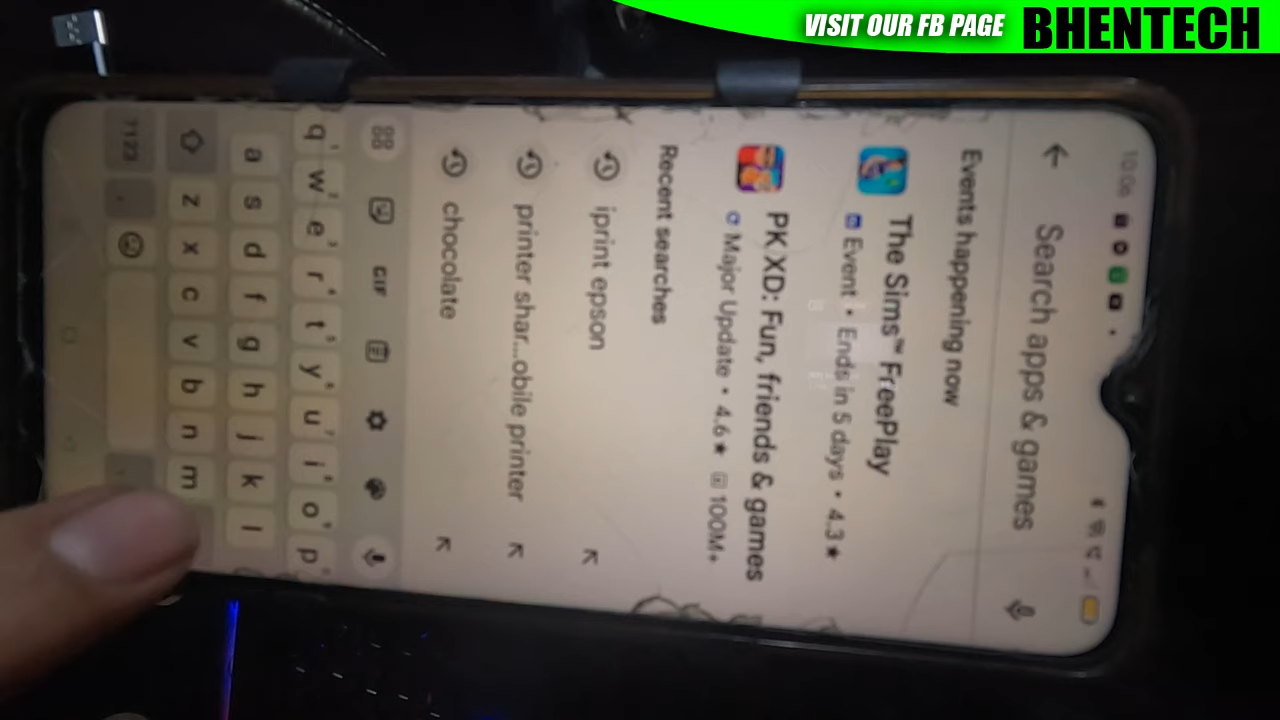 VISIT OUR FB PAGE BHENTECH
10:06
Search apps & games
Events happening now
The Sims™ FreePlay
Event • Ends in 5 days • 4.3★
PK XD: Fun, friends & games
Major Update • 4.6★ 100M+
Recent searches
iprint epson
printer shar...obile printer
chocolate
GIF
q w e r t y u i o p
a s d f g h j k l
z x c v b n m
?123 ,